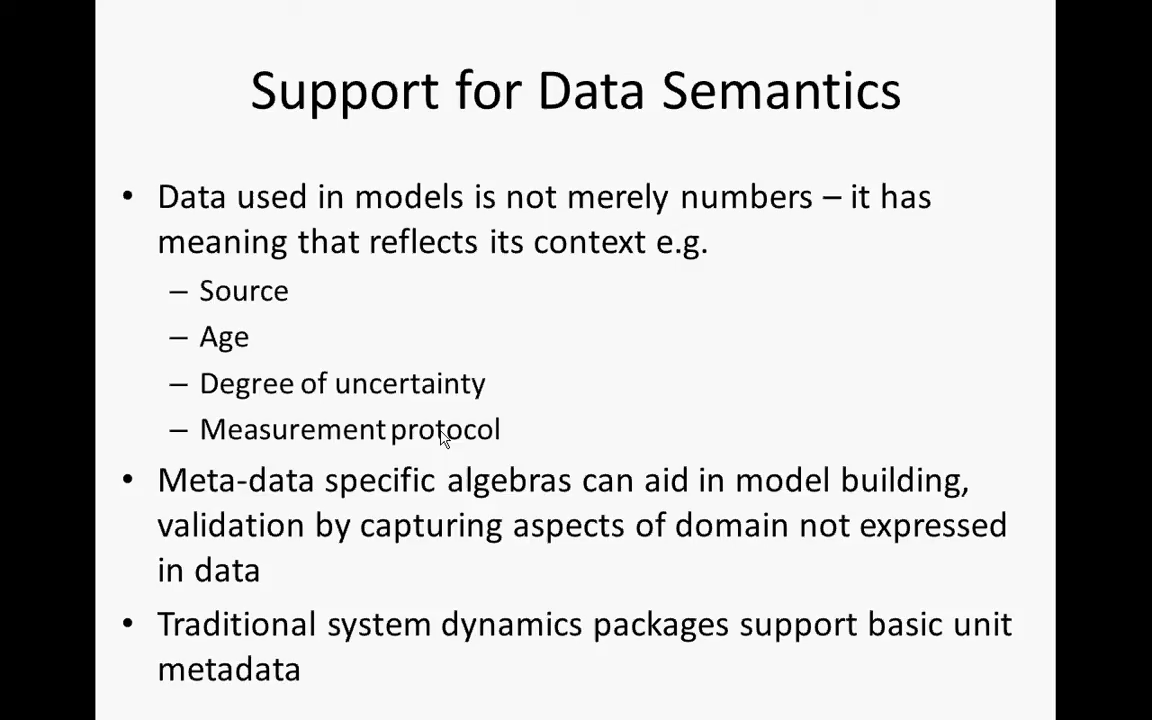 Support for Data Semantics
• Data used in models is not merely numbers – it has
meaning that reflects its context e.g.
– Source
– Age
– Degree of uncertainty
– Measurement protocol
• Meta-data specific algebras can aid in model building,
validation by capturing aspects of domain not expressed
in data
• Traditional system dynamics packages support basic unit
metadata